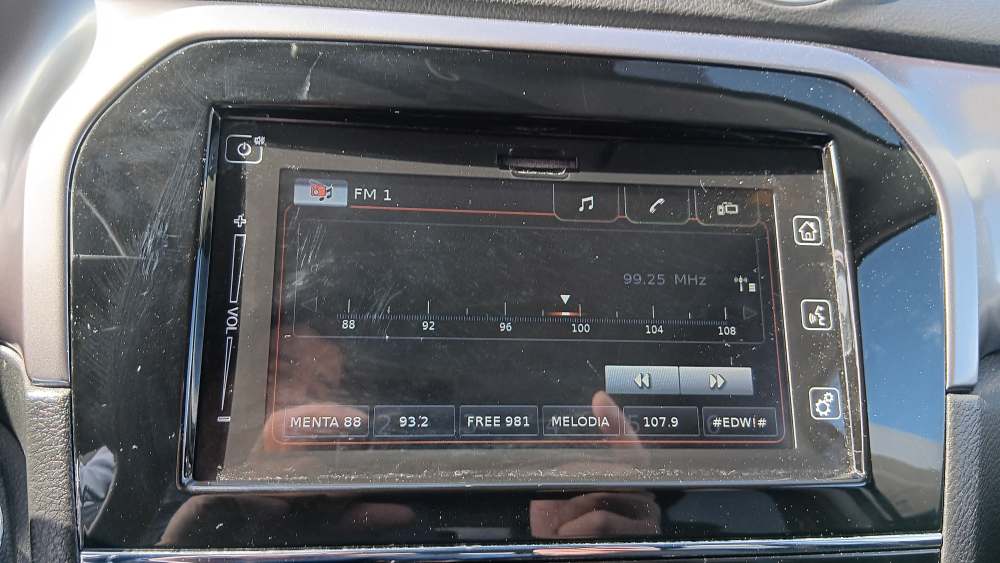 FM 1
99.25 MHz
88 92 96 100 104 108
VOL
MENTA 88 93.2 FREE 981 MELODIA 107.9 #EDW!#